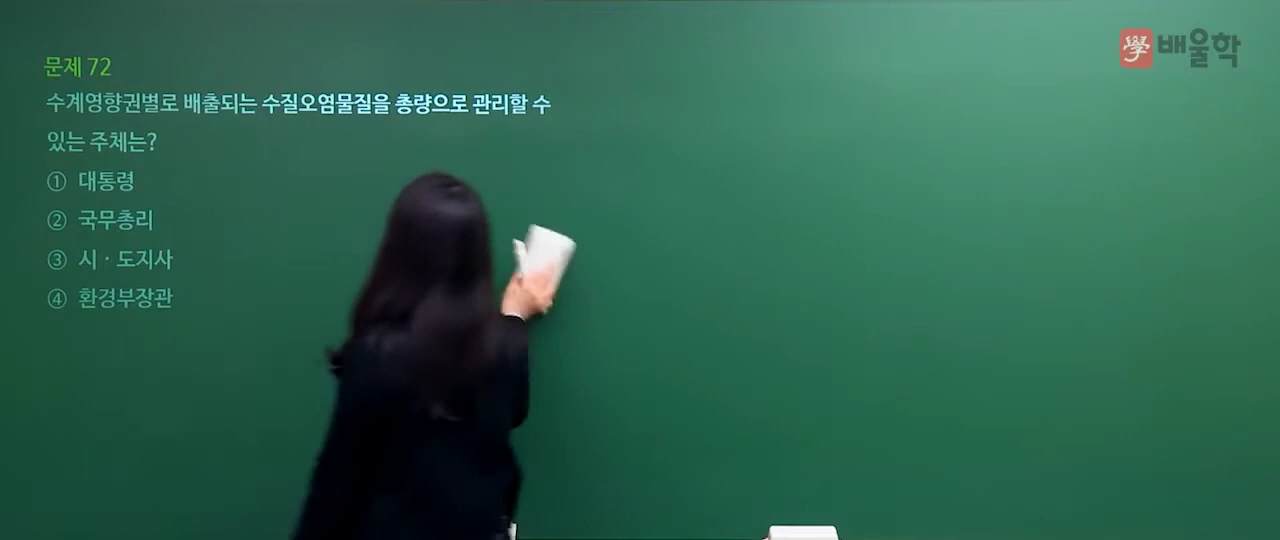 學 배울학
문제 72
수계영향권별로 배출되는 수질오염물질을 총량으로 관리할 수
있는 주체는?
① 대통령
② 국무총리
③ 시·도지사
④ 환경부장관